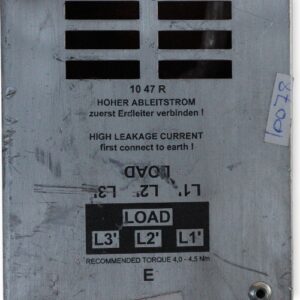 10 47 R
HOHER ABLEITSTROM
zuerst Erdleiter verbinden !
HIGH LEAKAGE CURRENT
first connect to earth !
LOAD
L1' L2' L3'
LOAD
L3' L2' L1'
RECOMMENDED TORQUE 4,0 - 4,5 Nm
E
10078